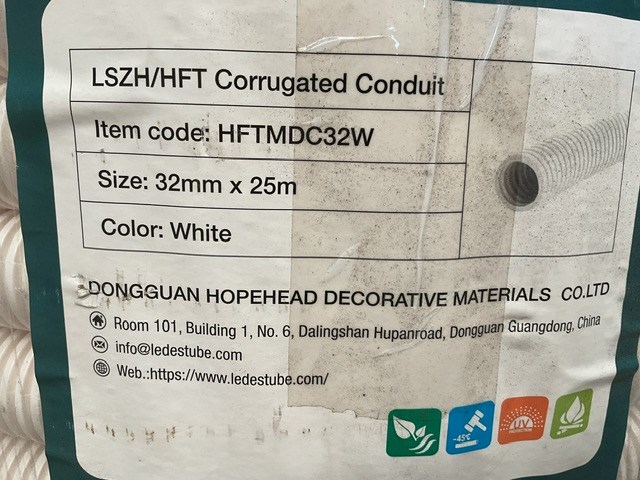 LSZH/HFT Corrugated Conduit
Item code: HFTMDC32W
Size: 32mm x 25m
Color: White
DONGGUAN HOPEHEAD DECORATIVE MATERIALS CO.LTD
Room 101, Building 1, No. 6, Dalingshan Hupanroad, Dongguan Guangdong, China
info@ledestube.com
Web.:https://www.ledestube.com/
-45℃
UV
PROTECTION